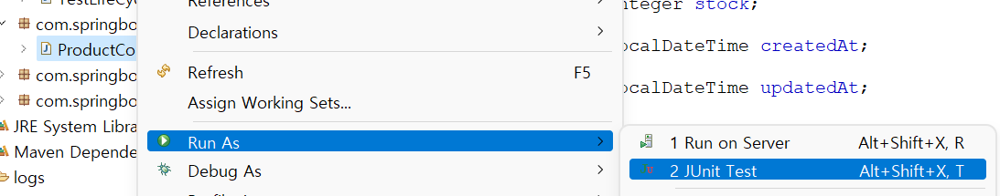 References
nteger stock;
com.springbo
Declarations
ProductCo
ocalDateTime createdAt;
com.springbo
Refresh F5
ocalDateTime updatedAt;
com.springbo
Assign Working Sets...
JRE System Libra
Run As
1 Run on Server Alt+Shift+X, R
Maven Depende
Debug As
2 JUnit Test Alt+Shift+X, T
logs